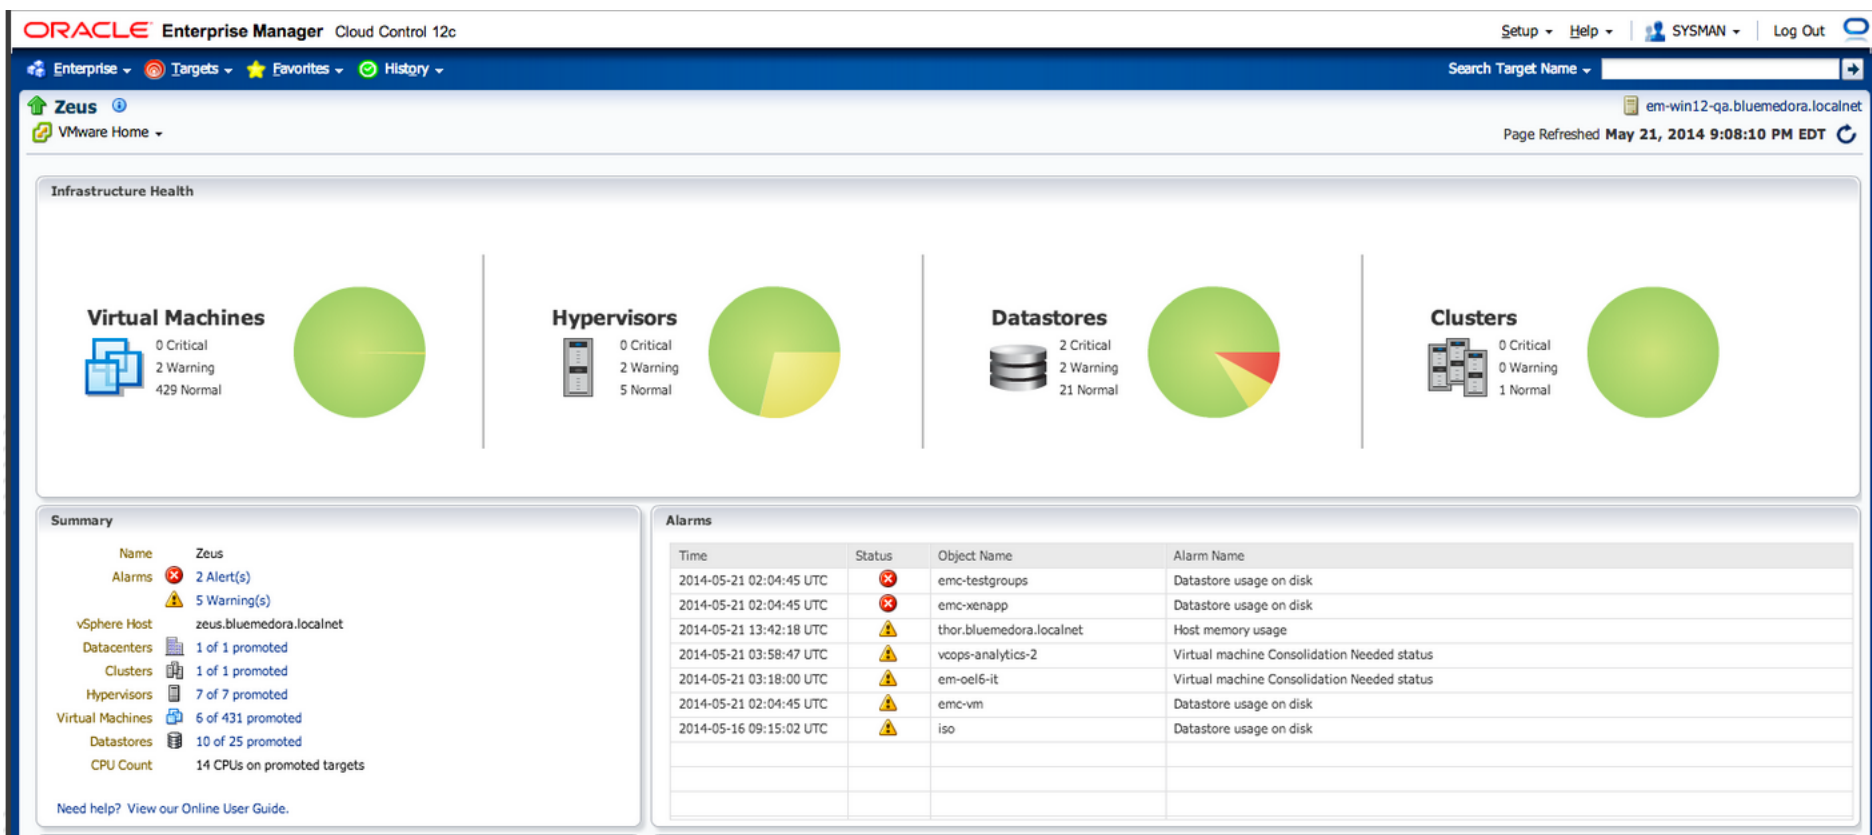 ORACLE Enterprise Manager Cloud Control 12c
Setup Help SYSMAN Log Out
Enterprise Targets Favorites History
Search Target Name
Zeus
em-win12-qa.bluemedora.localnet
VMware Home
Page Refreshed May 21, 2014 9:08:10 PM EDT
Infrastructure Health
Virtual Machines
0 Critical
2 Warning
429 Normal
Hypervisors
0 Critical
2 Warning
5 Normal
Datastores
2 Critical
2 Warning
21 Normal
Clusters
0 Critical
0 Warning
1 Normal
Summary
Name Zeus
Alarms 2 Alert(s)
5 Warning(s)
vSphere Host zeus.bluemedora.localnet
Datacenters 1 of 1 promoted
Clusters 1 of 1 promoted
Hypervisors 7 of 7 promoted
Virtual Machines 6 of 431 promoted
Datastores 10 of 25 promoted
CPU Count 14 CPUs on promoted targets
Need help? View our Online User Guide.
Alarms
Time Status Object Name Alarm Name
2014-05-21 02:04:45 UTC emc-testgroups Datastore usage on disk
2014-05-21 02:04:45 UTC emc-xenapp Datastore usage on disk
2014-05-21 13:42:18 UTC thor.bluemedora.localnet Host memory usage
2014-05-21 03:58:47 UTC vcops-analytics-2 Virtual machine Consolidation Needed status
2014-05-21 03:18:00 UTC em-oel6-it Virtual machine Consolidation Needed status
2014-05-21 02:04:45 UTC emc-vm Datastore usage on disk
2014-05-16 09:15:02 UTC iso Datastore usage on disk